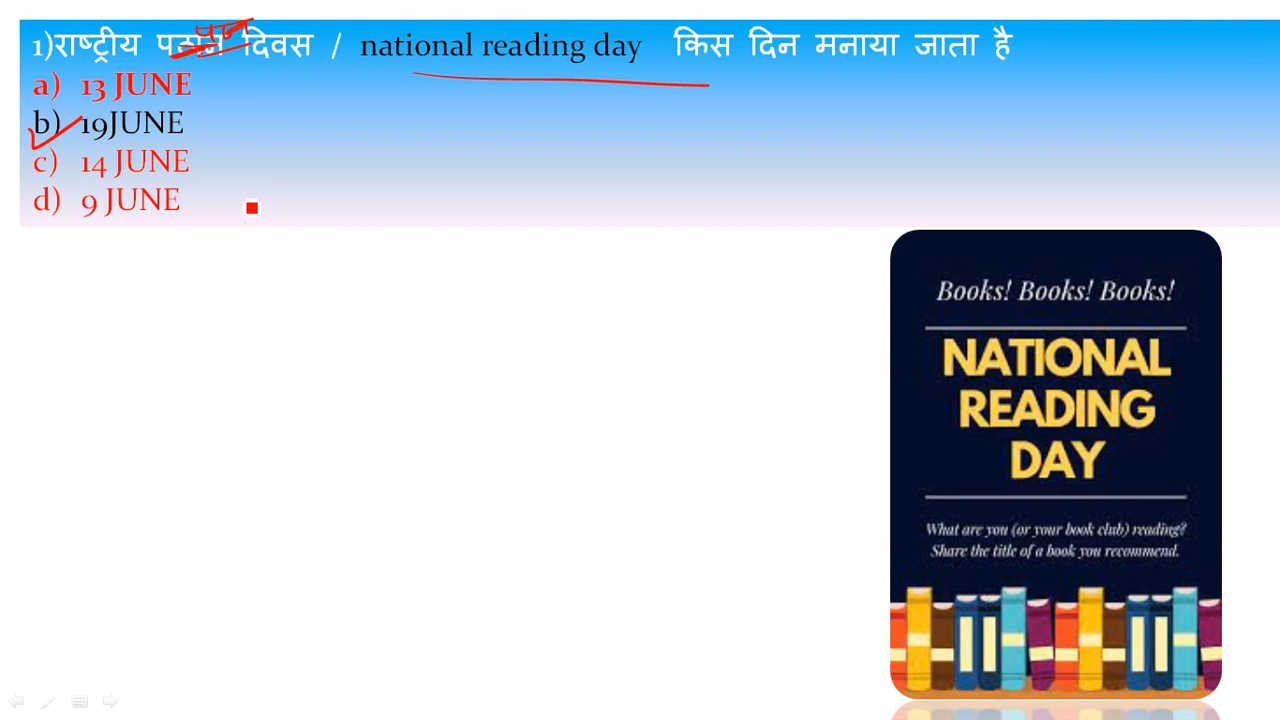 1)राष्ट्रीय पठान दिवस / national reading day किस दिन मनाया जाता है
पठन
a) 13 JUNE
b) 19JUNE
c) 14 JUNE
d) 9 JUNE
Books! Books! Books!
NATIONAL
READING
DAY
What are you (or your book club) reading?
Share the title of a book you recommend.